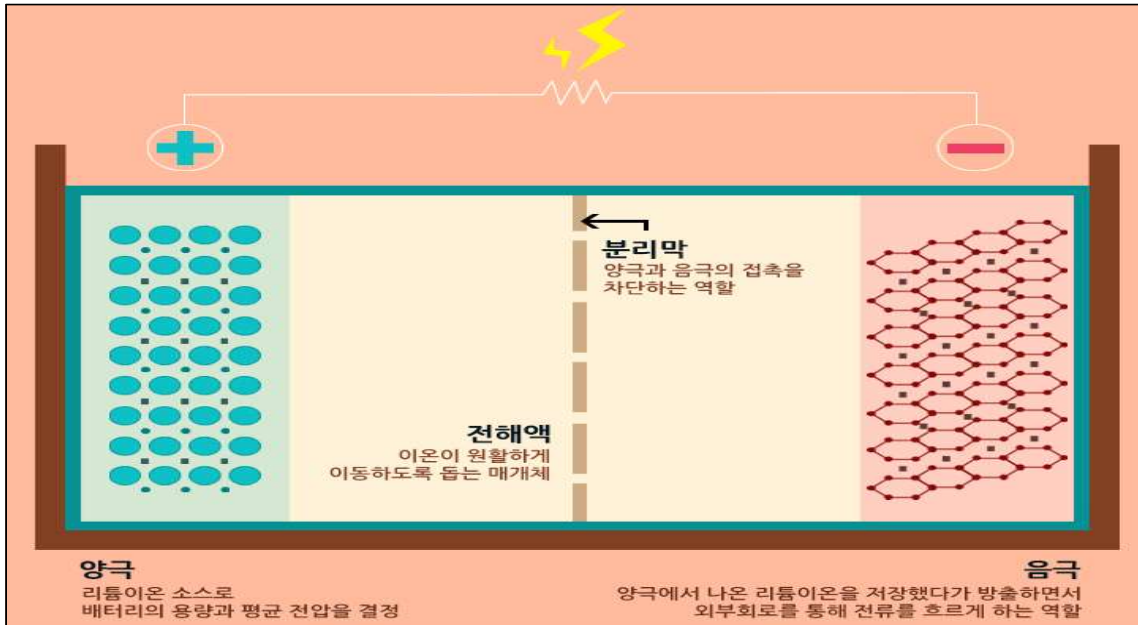 분리막
양극과 음극의 접촉을
차단하는 역할
전해액
이온이 원활하게
이동하도록 돕는 매개체
양극
리튬이온 소스로
배터리의 용량과 평균 전압을 결정
음극
양극에서 나온 리튬이온을 저장했다가 방출하면서
외부회로를 통해 전류를 흐르게 하는 역할